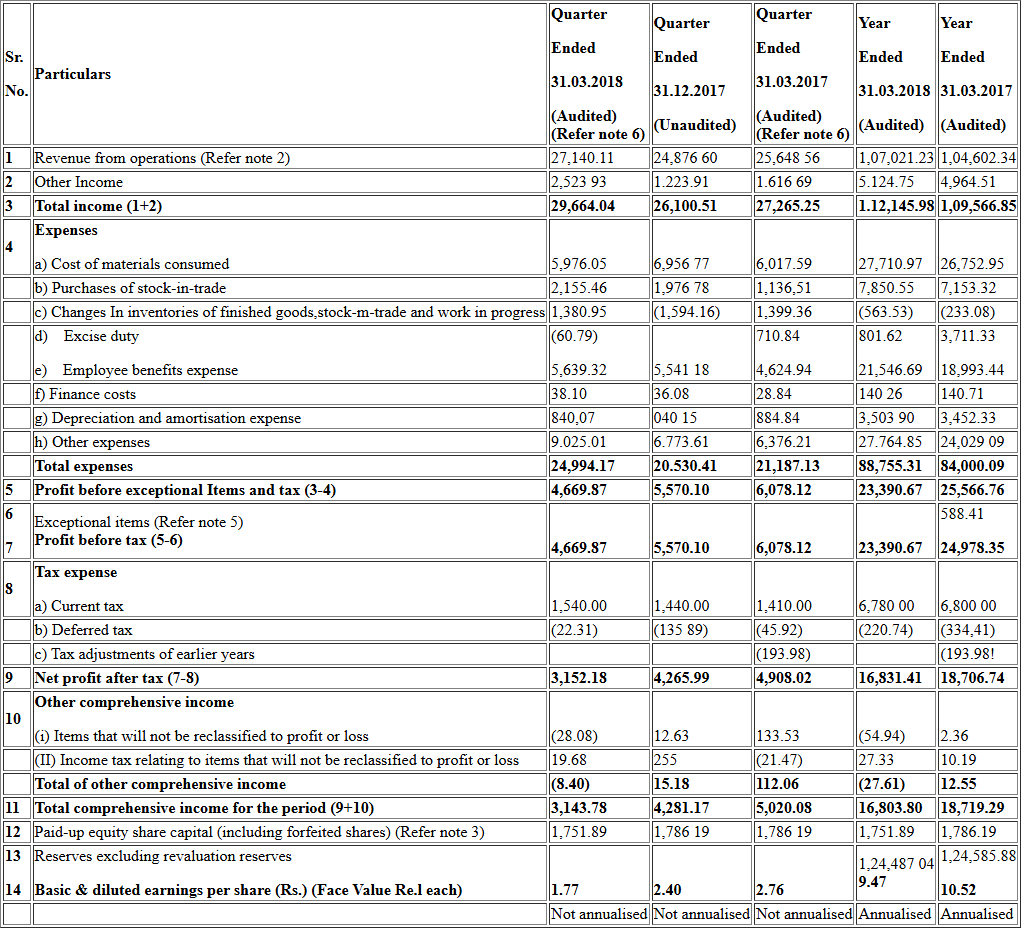 Sr. No. Particulars Quarter Ended 31.03.2018 (Audited) (Refer note 6) Quarter Ended 31.12.2017 (Unaudited) Quarter Ended 31.03.2017 (Audited) (Refer note 6) Year Ended 31.03.2018 (Audited) Year Ended 31.03.2017 (Audited)
1 Revenue from operations (Refer note 2) 27,140.11 24,876 60 25,648 56 1,07,021.23 1,04,602.34
2 Other Income 2,523 93 1.223.91 1.616 69 5.124.75 4,964.51
3 Total income (1+2) 29,664.04 26,100.51 27,265.25 1.12,145.98 1,09,566.85
4 Expenses
a) Cost of materials consumed 5,976.05 6,956 77 6,017.59 27,710.97 26,752.95
b) Purchases of stock-in-trade 2,155.46 1,976 78 1,136,51 7,850.55 7,153.32
c) Changes In inventories of finished goods,stock-m-trade and work in progress 1,380.95 (1,594.16) 1,399.36 (563.53) (233.08)
d) Excise duty (60.79) 710.84 801.62 3,711.33
e) Employee benefits expense 5,639.32 5,541 18 4,624.94 21,546.69 18,993.44
f) Finance costs 38.10 36.08 28.84 140 26 140.71
g) Depreciation and amortisation expense 840,07 040 15 884.84 3,503 90 3,452.33
h) Other expenses 9.025.01 6.773.61 6,376.21 27.764.85 24,029 09
Total expenses 24,994.17 20.530.41 21,187.13 88,755.31 84,000.09
5 Profit before exceptional Items and tax (3-4) 4,669.87 5,570.10 6,078.12 23,390.67 25,566.76
6 Exceptional items (Refer note 5) 588.41
7 Profit before tax (5-6) 4,669.87 5,570.10 6,078.12 23,390.67 24,978.35
8 Tax expense
a) Current tax 1,540.00 1,440.00 1,410.00 6,780 00 6,800 00
b) Deferred tax (22.31) (135 89) (45.92) (220.74) (334,41)
c) Tax adjustments of earlier years (193.98) (193.98!
9 Net profit after tax (7-8) 3,152.18 4,265.99 4,908.02 16,831.41 18,706.74
10 Other comprehensive income
(i) Items that will not be reclassified to profit or loss (28.08) 12.63 133.53 (54.94) 2.36
(II) Income tax relating to items that will not be reclassified to profit or loss 19.68 255 (21.47) 27.33 10.19
Total of other comprehensive income (8.40) 15.18 112.06 (27.61) 12.55
11 Total comprehensive income for the period (9+10) 3,143.78 4,281.17 5,020.08 16,803.80 18,719.29
12 Paid-up equity share capital (including forfeited shares) (Refer note 3) 1,751.89 1,786 19 1,786 19 1,751.89 1,786.19
13 Reserves excluding revaluation reserves 1,24,487 04 1,24,585.88
14 Basic & diluted earnings per share (Rs.) (Face Value Re.l each) 1.77 2.40 2.76 9.47 10.52
Not annualised Not annualised Not annualised Annualised Annualised